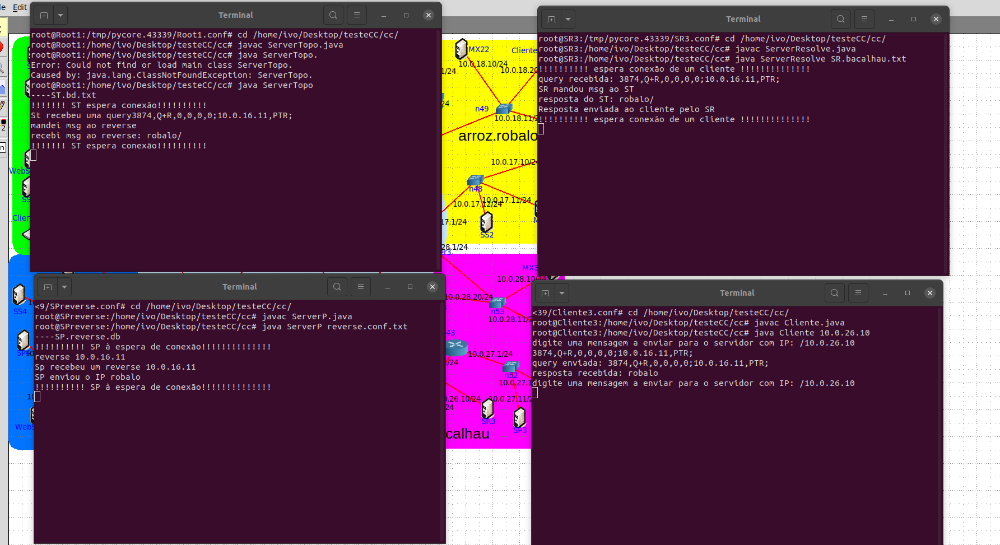 Edit
Terminal
root@Root1:/tmp/pycore.43339/Root1.conf# cd /home/ivo/Desktop/testeCC/cc/
root@Root1:/home/ivo/Desktop/testeCC/cc# javac ServerTopo.java
root@Root1:/home/ivo/Desktop/testeCC/cc# java ServerTopo.
Error: Could not find or load main class ServerTopo.
Caused by: java.lang.ClassNotFoundException: ServerTopo.
root@Root1:/home/ivo/Desktop/testeCC/cc# java ServerTopo
----ST.bd.txt
!!!!!!! ST espera conexão!!!!!!!!!!
St recebeu uma query3874,Q+R,0,0,0,0;10.0.16.11,PTR;
mandei msg ao reverse
recebi msg ao reverse: robalo/
!!!!!!! ST espera conexão!!!!!!!!!!
Terminal
root@SR3:/tmp/pycore.43339/SR3.conf# cd /home/ivo/Desktop/testeCC/cc/
root@SR3:/home/ivo/Desktop/testeCC/cc# javac ServerResolve.java
root@SR3:/home/ivo/Desktop/testeCC/cc# java ServerResolve SR.bacalhau.txt
!!!!!!!!!! espera conexão de um cliente !!!!!!!!!!!!!!
query recebida: 3874,Q+R,0,0,0,0;10.0.16.11,PTR;
SR mandou msg ao ST
resposta do ST: robalo/
Resposta enviada ao cliente pelo SR
!!!!!!!!!! espera conexão de um cliente !!!!!!!!!!!!!!
MX22
Cliente
10.0.18.10/24
10.0.18.20
1/24
24
n49
10.0.18.11/
arroz.robalo
10.0.17.10/24
n48
10.0.17.11/24
10.0.17.12/24
17.1/24
SS2
28.1/24
er3
WebS
SS
Clien
Terminal
<9/SPreverse.conf# cd /home/ivo/Desktop/testeCC/cc/
root@SPreverse:/home/ivo/Desktop/testeCC/cc# javac ServerP.java
root@SPreverse:/home/ivo/Desktop/testeCC/cc# java ServerP reverse.conf.txt
----SP.reverse.db
!!!!!!!!!! SP à espera de conexão!!!!!!!!!!!!!!
reverse 10.0.16.11
Sp recebeu um reverse 10.0.16.11
SP enviou o IP robalo
!!!!!!!!!! SP à espera de conexão!!!!!!!!!!!!!!
Terminal
<39/Cliente3.conf# cd /home/ivo/Desktop/testeCC/cc/
root@Cliente3:/home/ivo/Desktop/testeCC/cc# javac Cliente.java
root@Cliente3:/home/ivo/Desktop/testeCC/cc# java Cliente 10.0.26.10
digite uma mensagem a enviar para o servidor com IP: /10.0.26.10
3874,Q+R,0,0,0,0;10.0.16.11,PTR;
query enviada: 3874,Q+R,0,0,0,0;10.0.16.11,PTR;
resposta recebida: robalo
digite uma mensagem a enviar para o servidor com IP: /10.0.26.10
MX3
10.0.28.10/24
10.0.28.20/24
n53
10.0.28.11/2
43
10.0.27.1/24
/24
n52
10.0.27.1
.26.10/24
10.0.27.11/2
24
SR3
SP3
calhau
SS4
SP
10
WebS